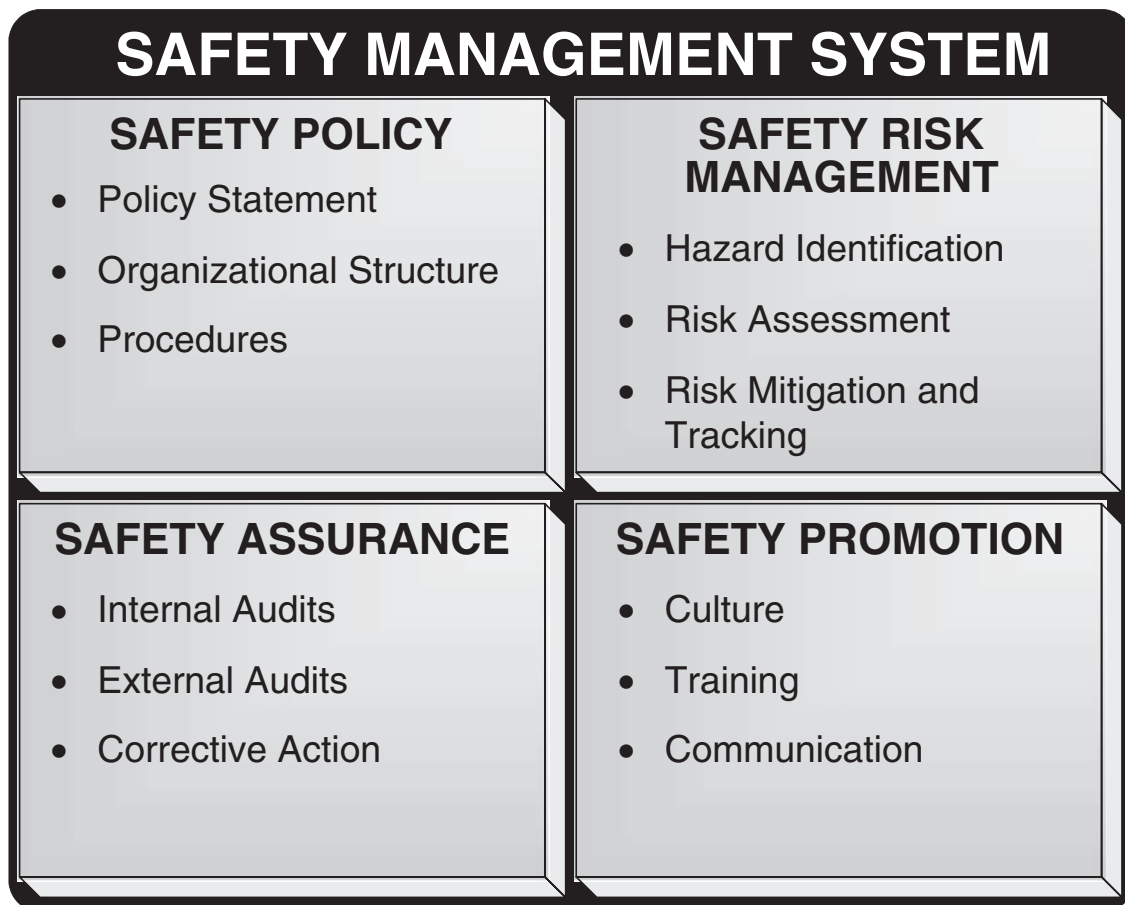 SAFETY MANAGEMENT SYSTEM
SAFETY POLICY
• Policy Statement
• Organizational Structure
• Procedures
SAFETY RISK
MANAGEMENT
• Hazard Identification
• Risk Assessment
• Risk Mitigation and
Tracking
SAFETY ASSURANCE
• Internal Audits
• External Audits
• Corrective Action
SAFETY PROMOTION
• Culture
• Training
• Communication